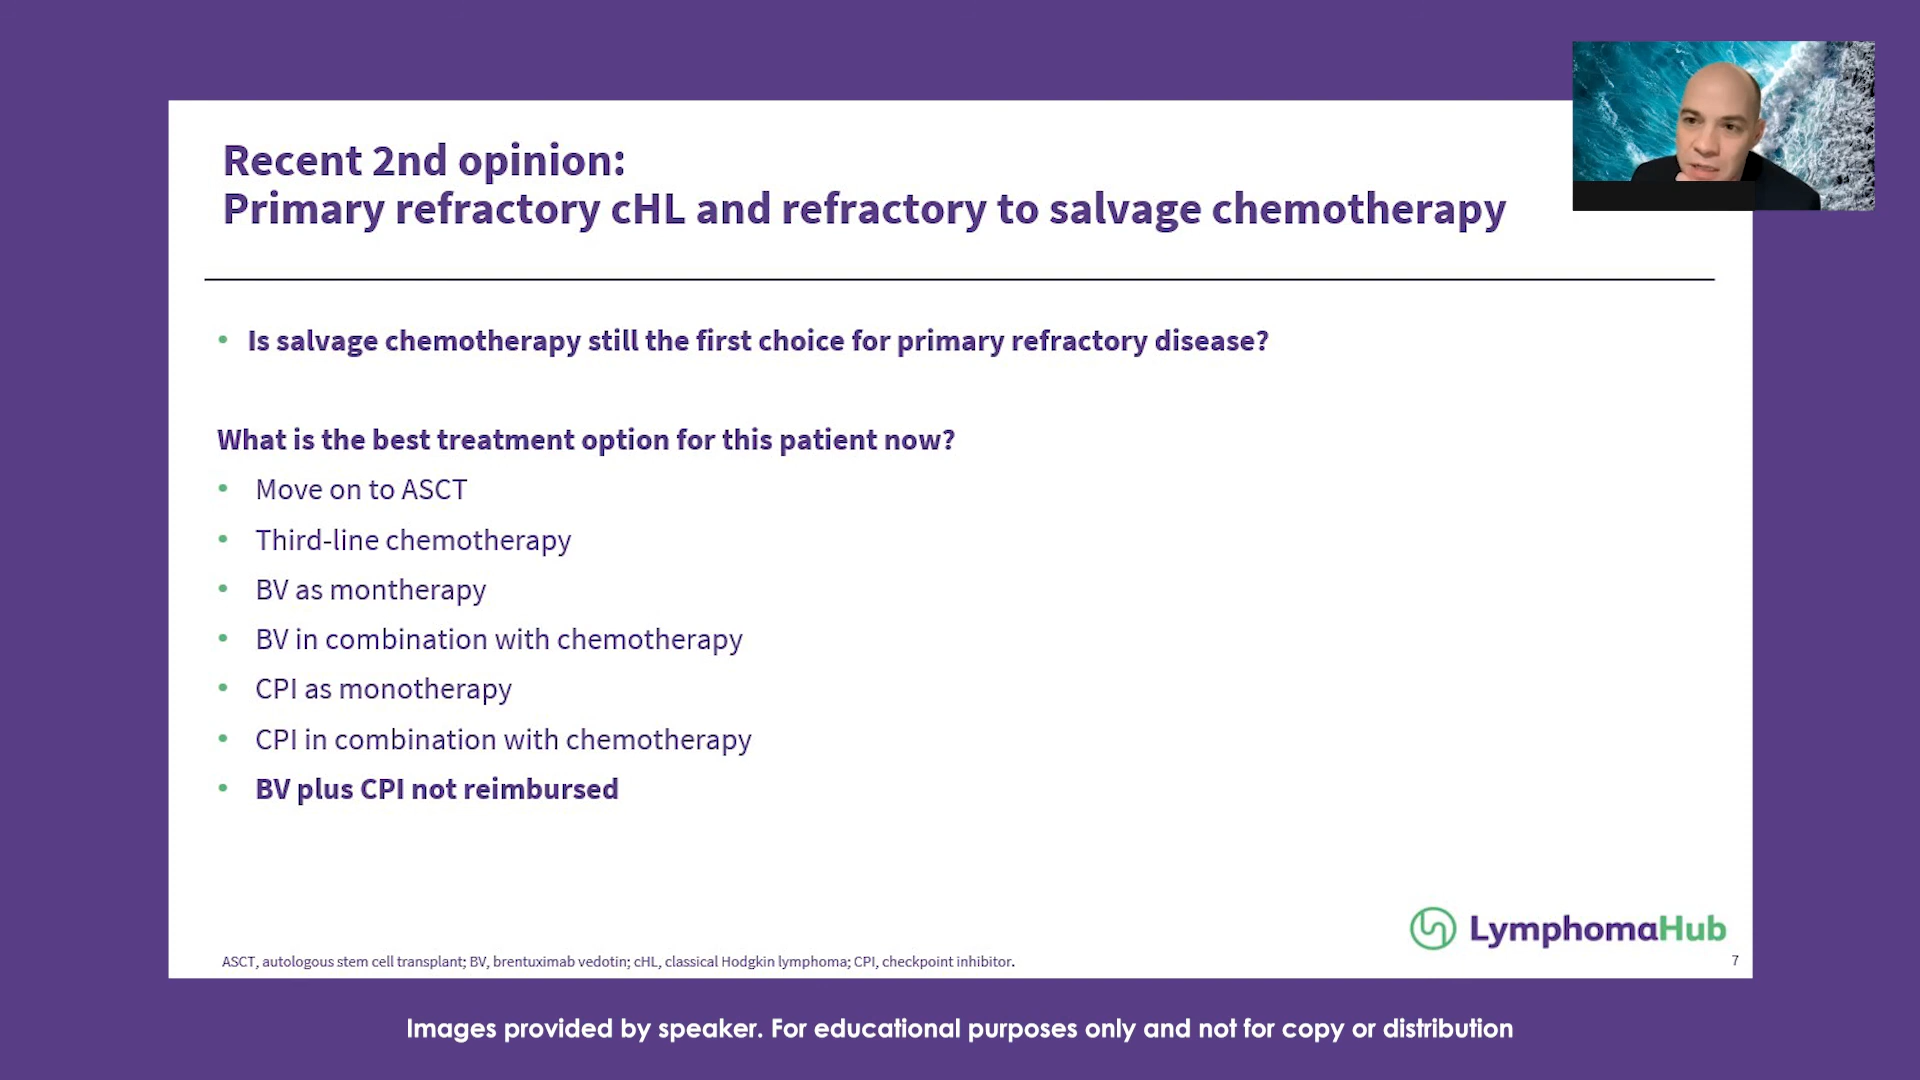 Recent 2nd opinion:
Primary refractory cHL and refractory to salvage chemotherapy
• Is salvage chemotherapy still the first choice for primary refractory disease?
What is the best treatment option for this patient now?
• Move on to ASCT
• Third-line chemotherapy
• BV as montherapy
• BV in combination with chemotherapy
• CPI as monotherapy
• CPI in combination with chemotherapy
• BV plus CPI not reimbursed
LymphomaHub
ASCT, autologous stem cell transplant; BV, brentuximab vedotin; cHL, classical Hodgkin lymphoma; CPI, checkpoint inhibitor.
7
Images provided by speaker. For educational purposes only and not for copy or distribution